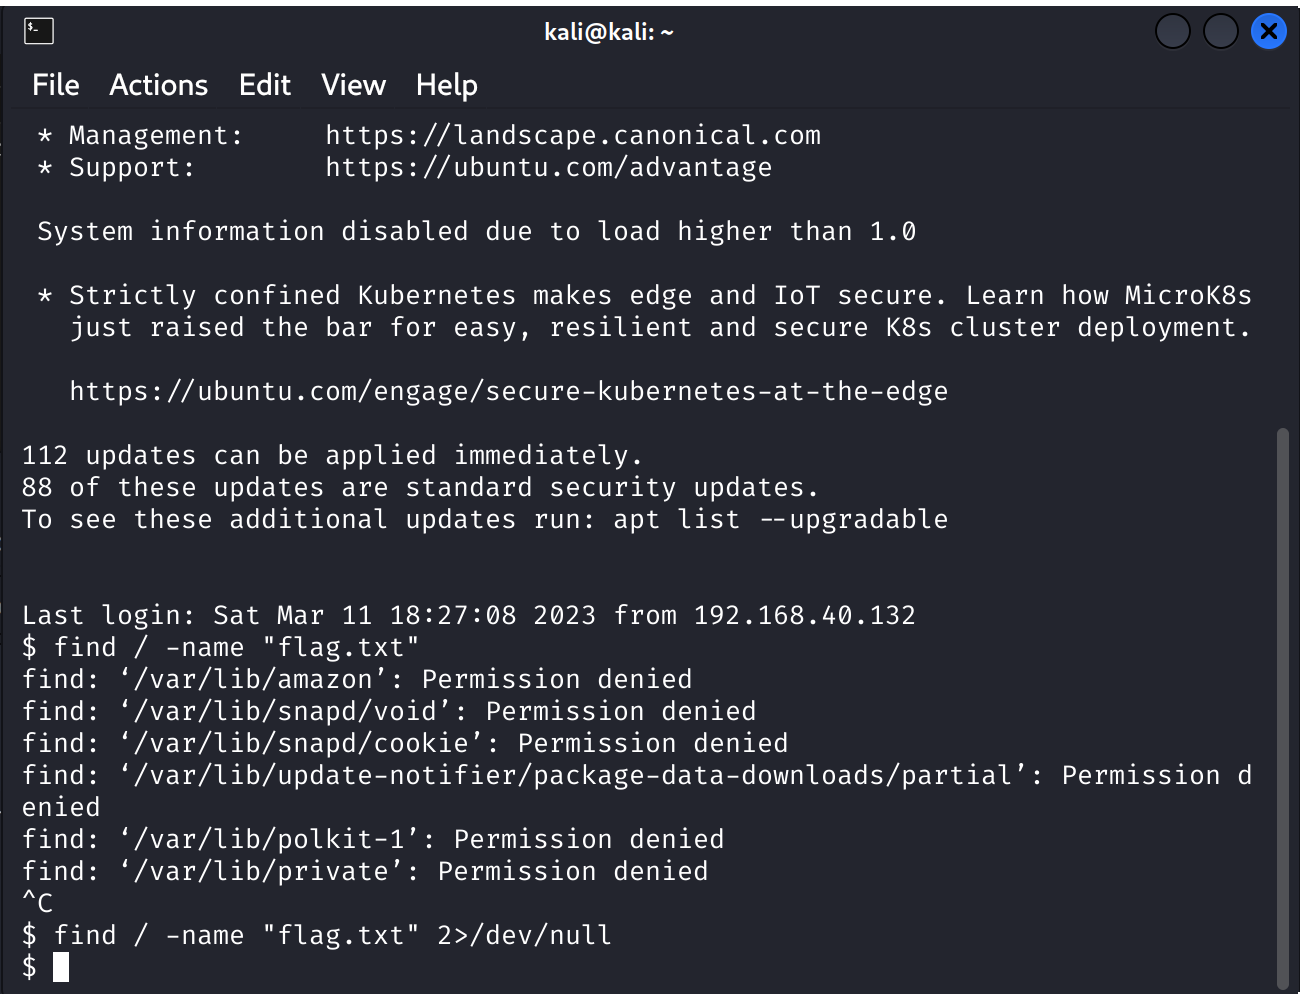 kali@kali: ~
File Actions Edit View Help
* Management: https://landscape.canonical.com
* Support: https://ubuntu.com/advantage
System information disabled due to load higher than 1.0
* Strictly confined Kubernetes makes edge and IoT secure. Learn how MicroK8s
just raised the bar for easy, resilient and secure K8s cluster deployment.
https://ubuntu.com/engage/secure-kubernetes-at-the-edge
112 updates can be applied immediately.
88 of these updates are standard security updates.
To see these additional updates run: apt list --upgradable
Last login: Sat Mar 11 18:27:08 2023 from 192.168.40.132
$ find / -name "flag.txt"
find: ‘/var/lib/amazon’: Permission denied
find: ‘/var/lib/snapd/void’: Permission denied
find: ‘/var/lib/snapd/cookie’: Permission denied
find: ‘/var/lib/update-notifier/package-data-downloads/partial’: Permission d
enied
find: ‘/var/lib/polkit-1’: Permission denied
find: ‘/var/lib/private’: Permission denied
^C
$ find / -name "flag.txt" 2>/dev/null
$